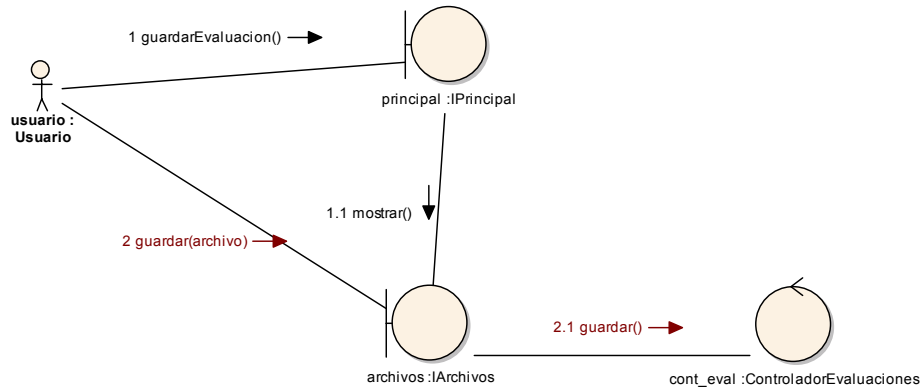 1 guardarEvaluacion()
principal :IPrincipal
usuario :
Usuario
1.1 mostrar()
2 guardar(archivo)
2.1 guardar()
archivos :IArchivos
cont_eval :ControladorEvaluaciones